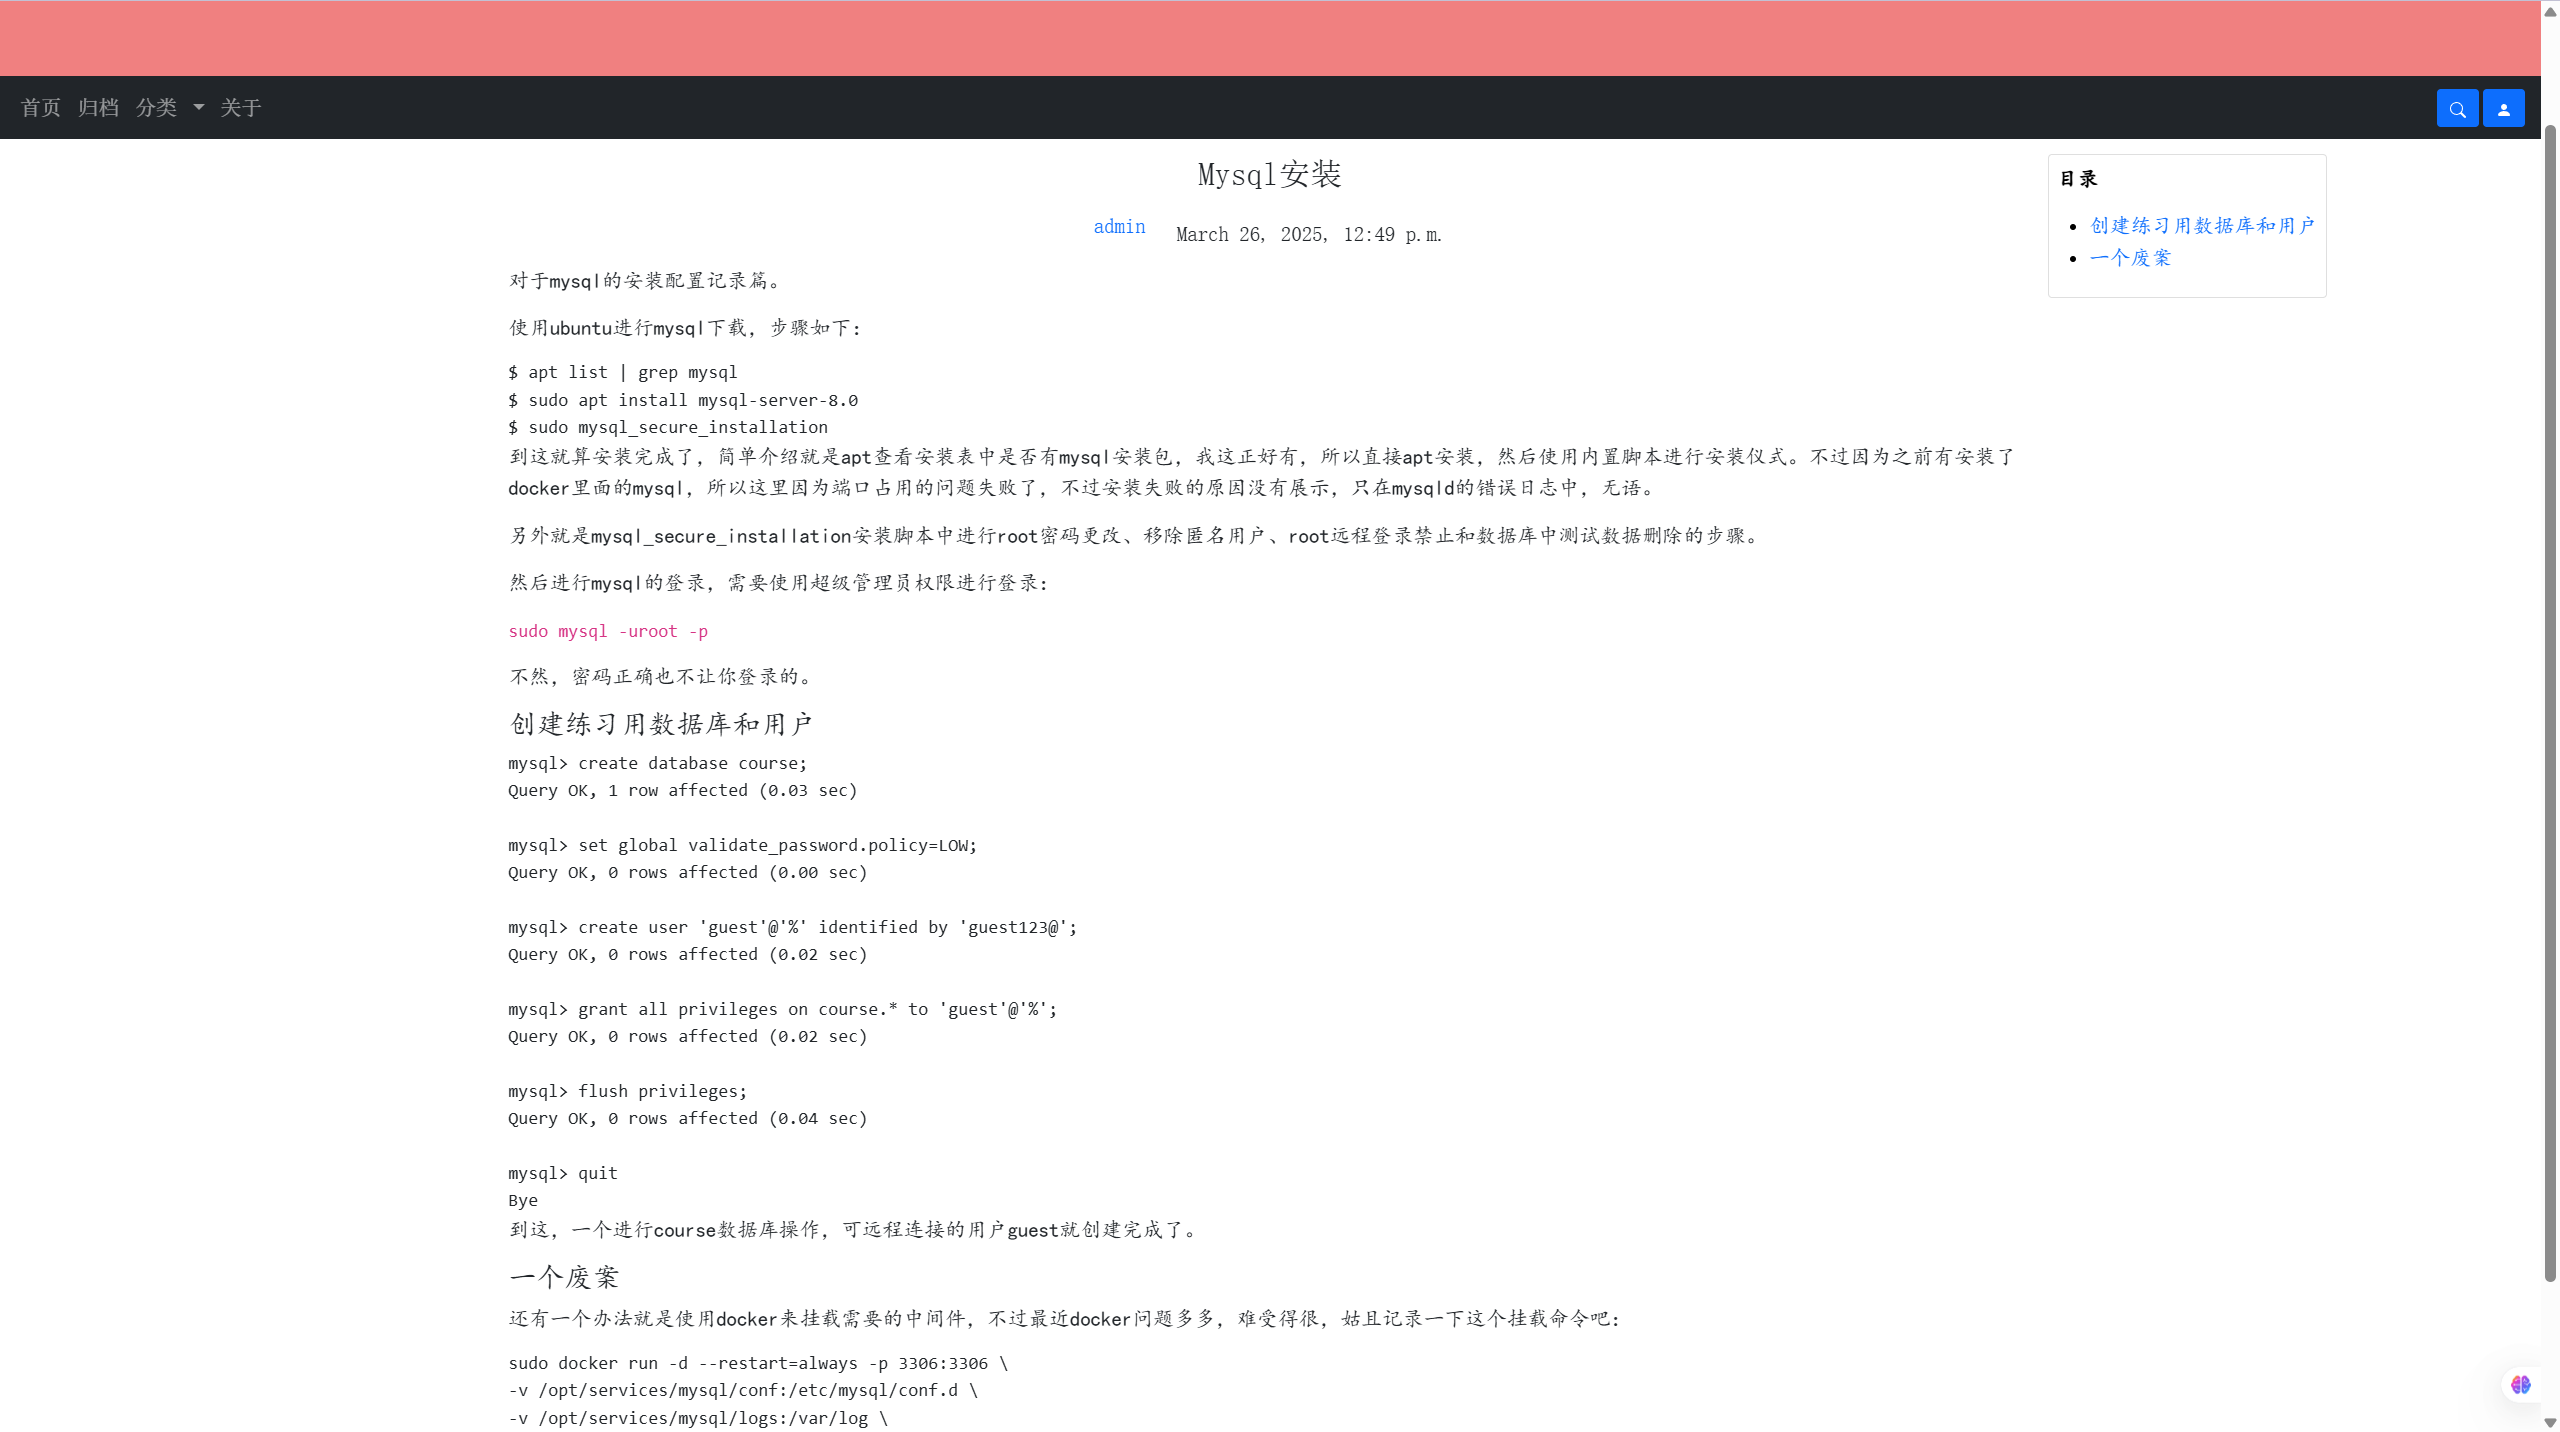 首页 归档 分类 关于
Mysql安装
admin March 26, 2025, 12:49 p.m.
目录
创建练习用数据库和用户
一个废案
对于mysql的安装配置记录篇。
使用ubuntu进行mysql下载，步骤如下：
$ apt list | grep mysql
$ sudo apt install mysql-server-8.0
$ sudo mysql_secure_installation
到这就算安装完成了，简单介绍就是apt查看安装表中是否有mysql安装包，我这正好有，所以直接apt安装，然后使用内置脚本进行安装仪式。不过因为之前有安装了
docker里面的mysql，所以这里因为端口占用的问题失败了，不过安装失败的原因没有展示，只在mysqld的错误日志中，无语。
另外就是mysql_secure_installation安装脚本中进行root密码更改、移除匿名用户、root远程登录禁止和数据库中测试数据删除的步骤。
然后进行mysql的登录，需要使用超级管理员权限进行登录：
sudo mysql -uroot -p
不然，密码正确也不让你登录的。
创建练习用数据库和用户
mysql> create database course;
Query OK, 1 row affected (0.03 sec)
mysql> set global validate_password.policy=LOW;
Query OK, 0 rows affected (0.00 sec)
mysql> create user 'guest'@'%' identified by 'guest123@';
Query OK, 0 rows affected (0.02 sec)
mysql> grant all privileges on course.* to 'guest'@'%';
Query OK, 0 rows affected (0.02 sec)
mysql> flush privileges;
Query OK, 0 rows affected (0.04 sec)
mysql> quit
Bye
到这，一个进行course数据库操作，可远程连接的用户guest就创建完成了。
一个废案
还有一个办法就是使用docker来挂载需要的中间件，不过最近docker问题多多，难受得很，姑且记录一下这个挂载命令吧：
sudo docker run -d --restart=always -p 3306:3306 \
-v /opt/services/mysql/conf:/etc/mysql/conf.d \
-v /opt/services/mysql/logs:/var/log \